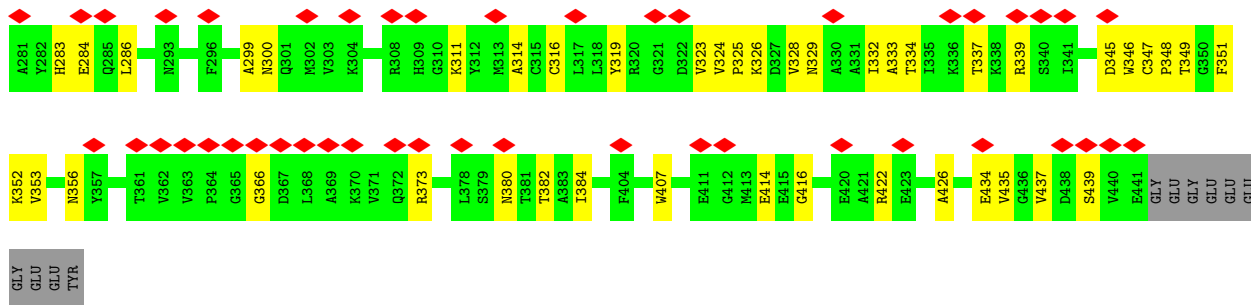 A281 Y282 H283 E284 Q285 L286 N293 F296 A299 N300 Q301 M302 V303 K304 R308 H309 G310 K311 Y312 M313 A314 C315 C316 L317 L318 Y319 R320 G321 D322 V323 V324 P325 K326 D327 V328 N329 A330 A331 I332 A333 T334 I335 K336 T337 K338 R339 S340 I341 D345 W346 C347 P348 T349 G350 F351
K352 V353 N356 Y357 T361 V362 V363 P364 G365 G366 D367 L368 A369 K370 V371 Q372 R373 L378 S379 N380 T381 T382 A383 I384 F404 W407 E411 G412 M413 E414 E415 G416 E420 A421 R422 E423 A426 E434 V435 G436 V437 D438 S439 V440 E441 GLY GLU GLY GLU GLU GLU
GLY GLU GLU TYR